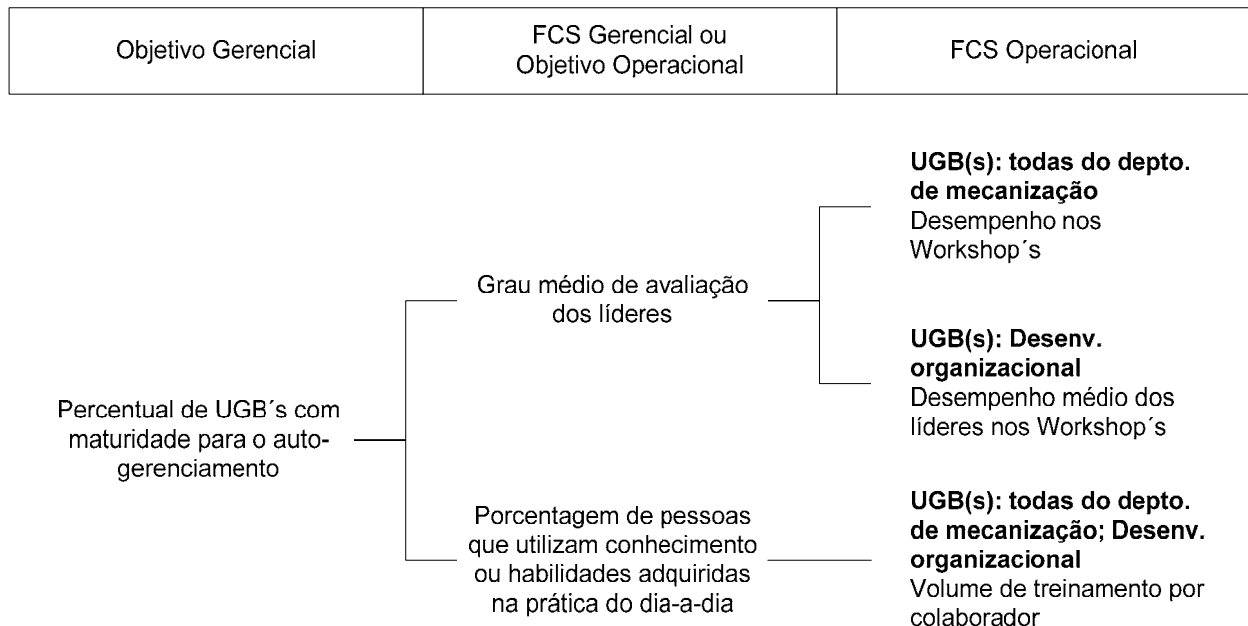 Objetivo Gerencial
FCS Gerencial ou
Objetivo Operacional
FCS Operacional
UGB(s): todas do depto.
de mecanização
Desempenho nos
Workshop´s
Grau médio de avaliação
dos líderes
UGB(s): Desenv.
organizacional
Desempenho médio dos
líderes nos Workshop´s
Percentual de UGB´s com
maturidade para o auto-
gerenciamento
Porcentagem de pessoas
que utilizam conhecimento
ou habilidades adquiridas
na prática do dia-a-dia
UGB(s): todas do depto.
de mecanização; Desenv.
organizacional
Volume de treinamento por
colaborador